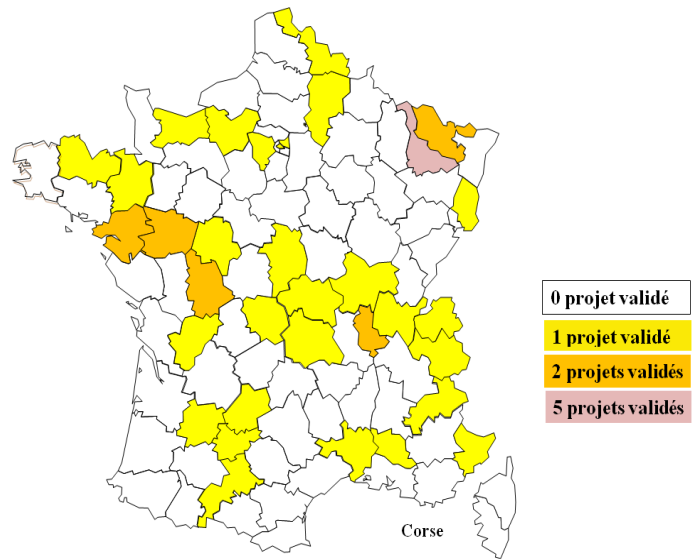 0 projet validé
1 projet validé
2 projets validés
5 projets validés
Corse